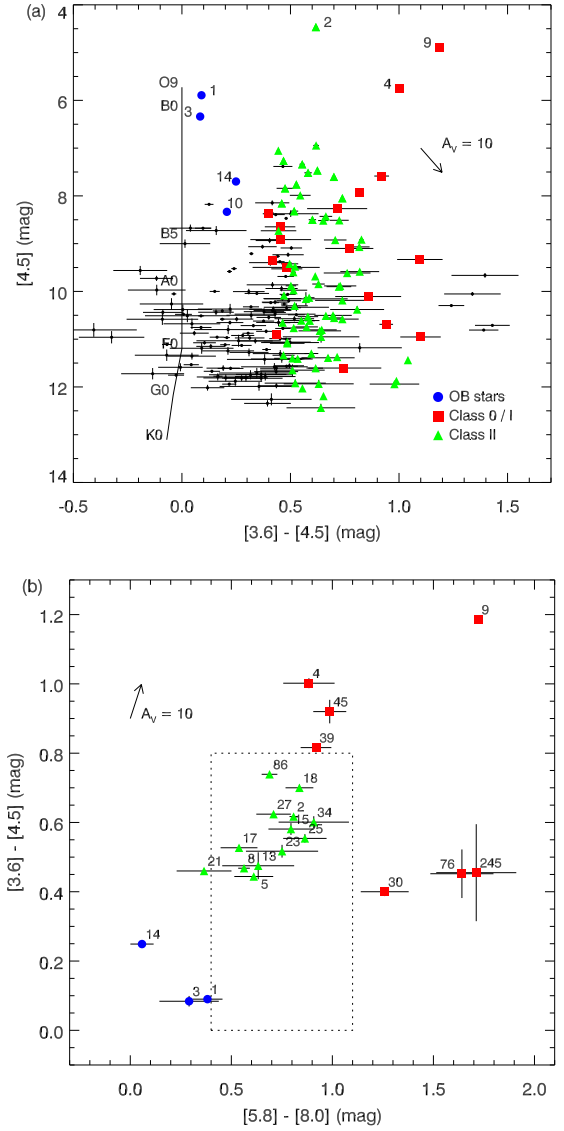 (a)
4
6
8
10
12
14
[4.5] (mag)
-0.5
0.0
0.5
1.0
1.5
[3.6] - [4.5] (mag)
O9
B0
B5
A0
F0
G0
K0
1
3
14
10
2
9
4
A_V = 10
OB stars
Class 0 / I
Class II
(b)
1.2
1.0
0.8
0.6
0.4
0.2
0.0
[3.6] - [4.5] (mag)
0.0
0.5
1.0
1.5
2.0
[5.8] - [8.0] (mag)
A_V = 10
9
4
45
39
86
18
27
2
34
15
25
17
23
13
21
8
5
76
245
30
14
3
1